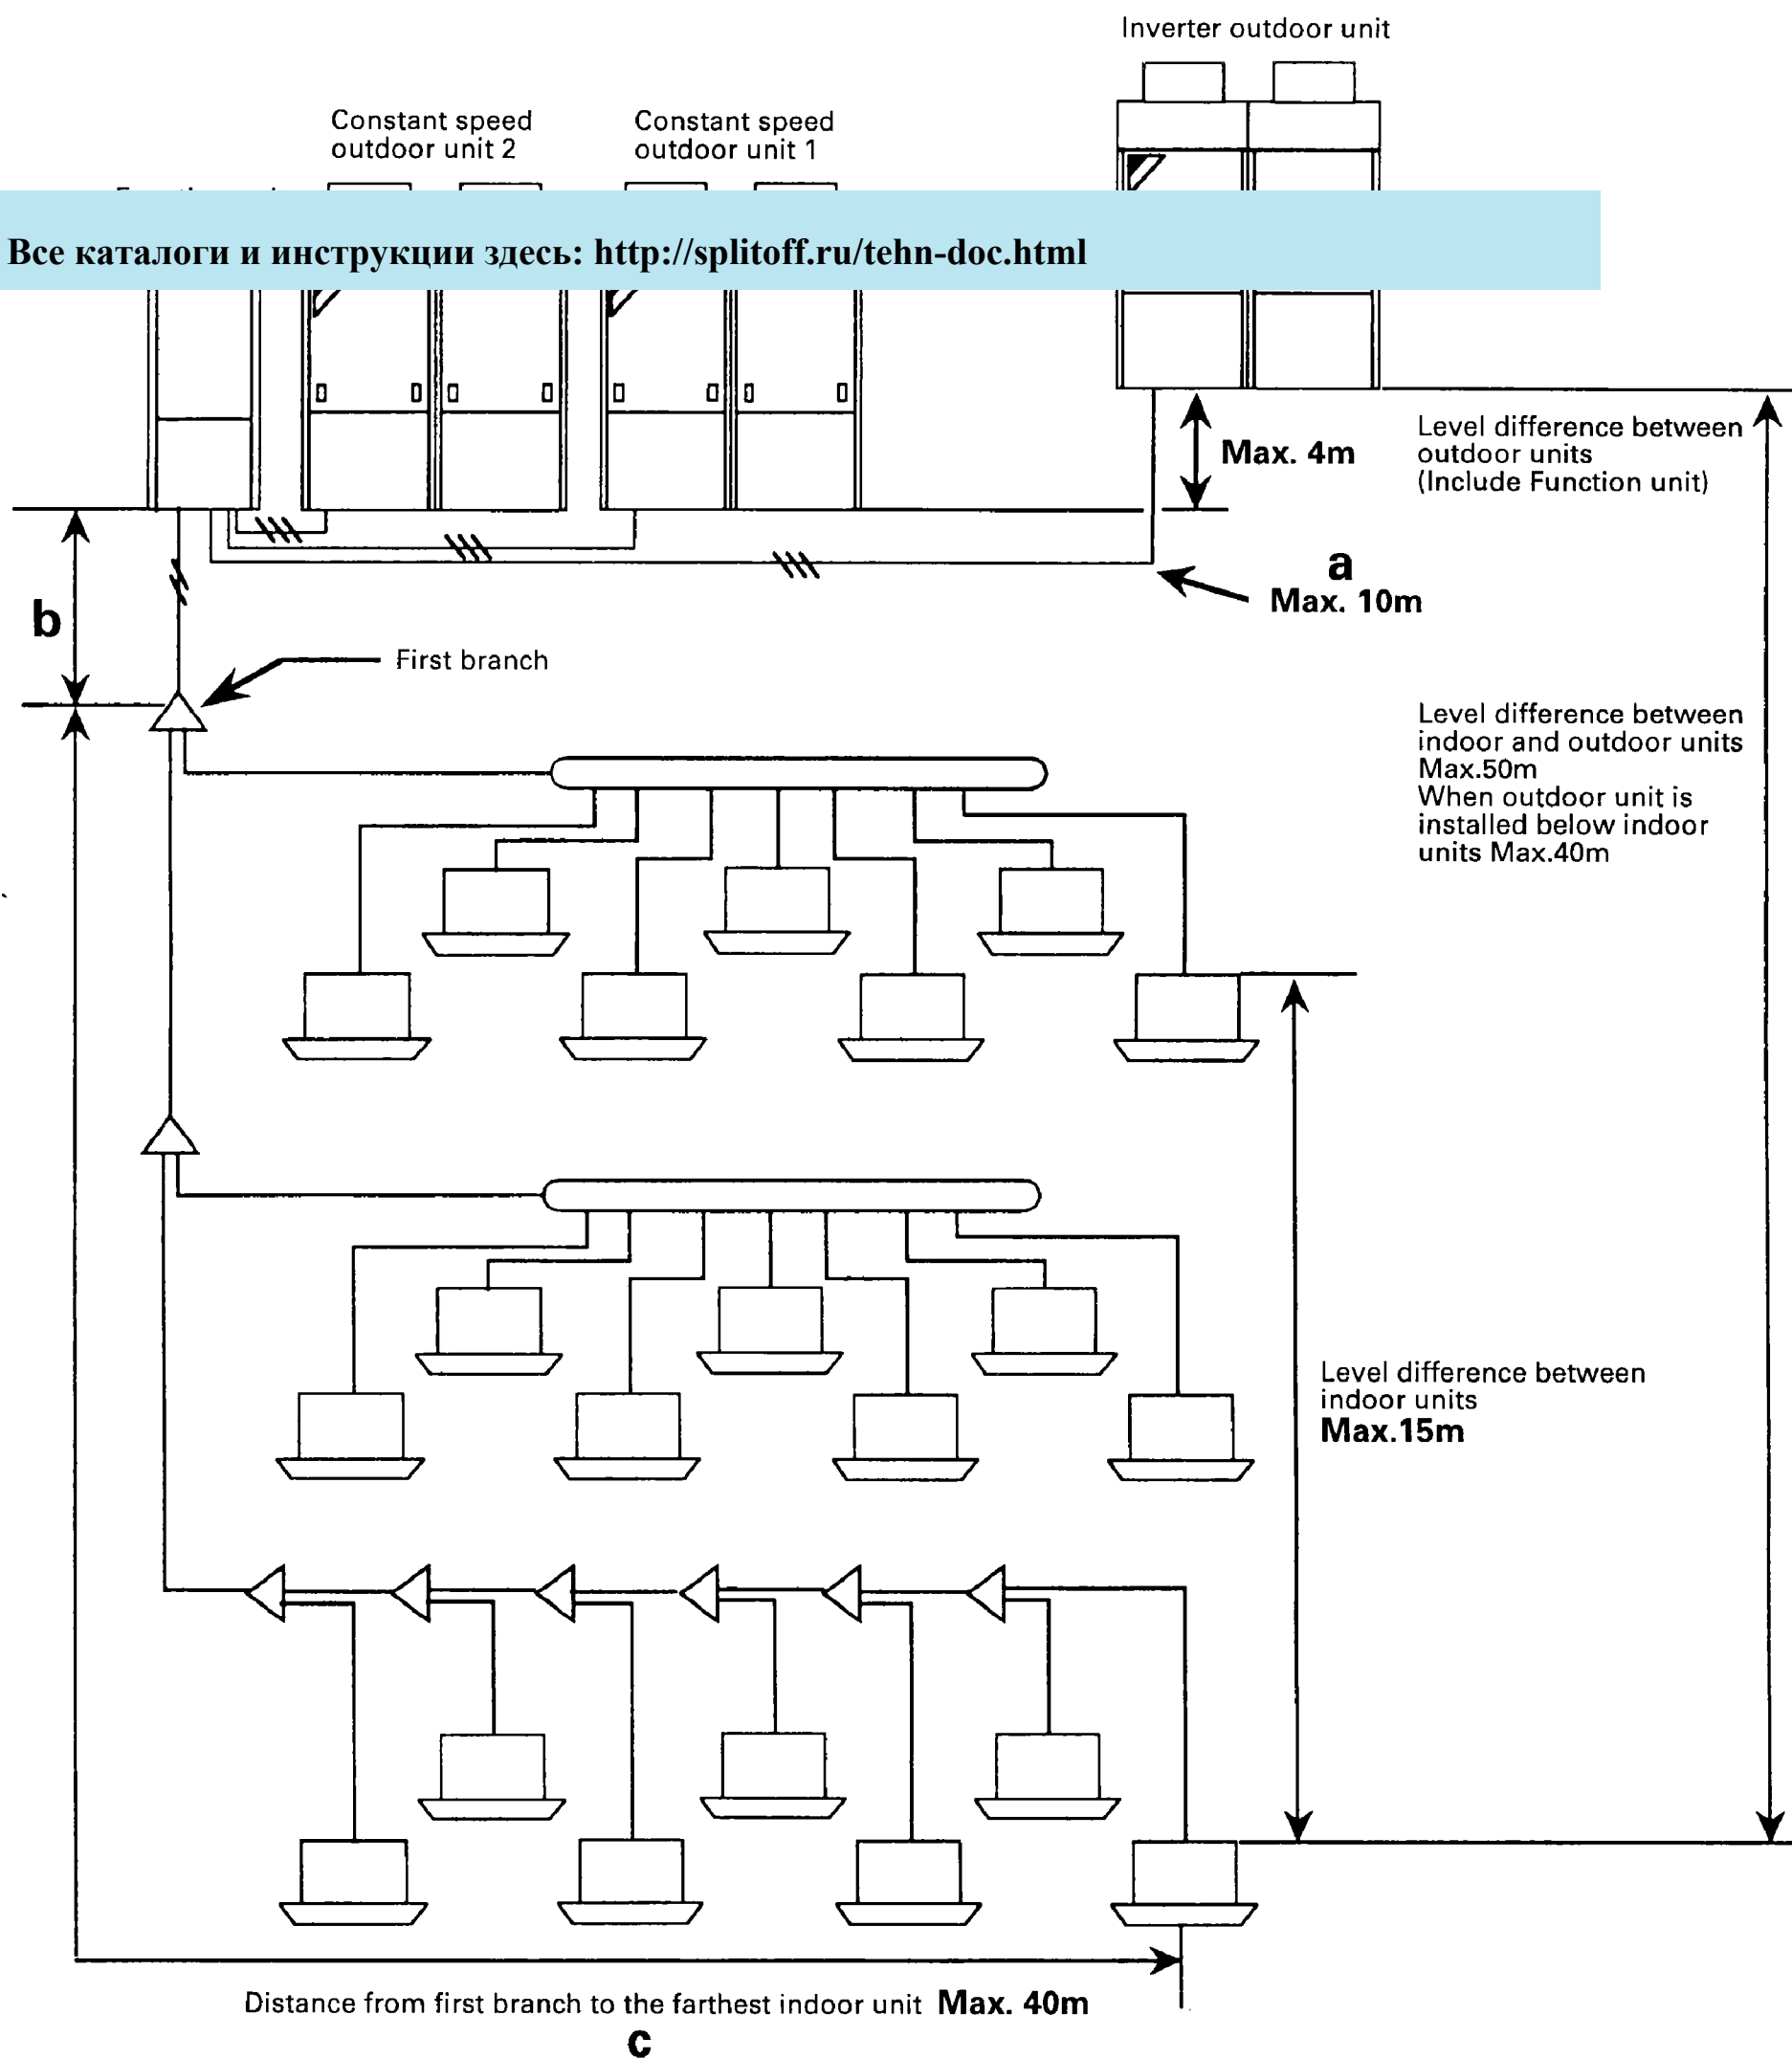 Inverter outdoor unit
Constant speed
outdoor unit 2
Constant speed
outdoor unit 1
Все каталоги и инструкции здесь: http://splitoff.ru/tehn-doc.html
Max. 4m
Level difference between
outdoor units
(Include Function unit)
a
Max. 10m
b
First branch
Level difference between
indoor and outdoor units
Max.50m
When outdoor unit is
installed below indoor
units Max.40m
Level difference between
indoor units
Max.15m
Distance from first branch to the farthest indoor unit Max. 40m
c